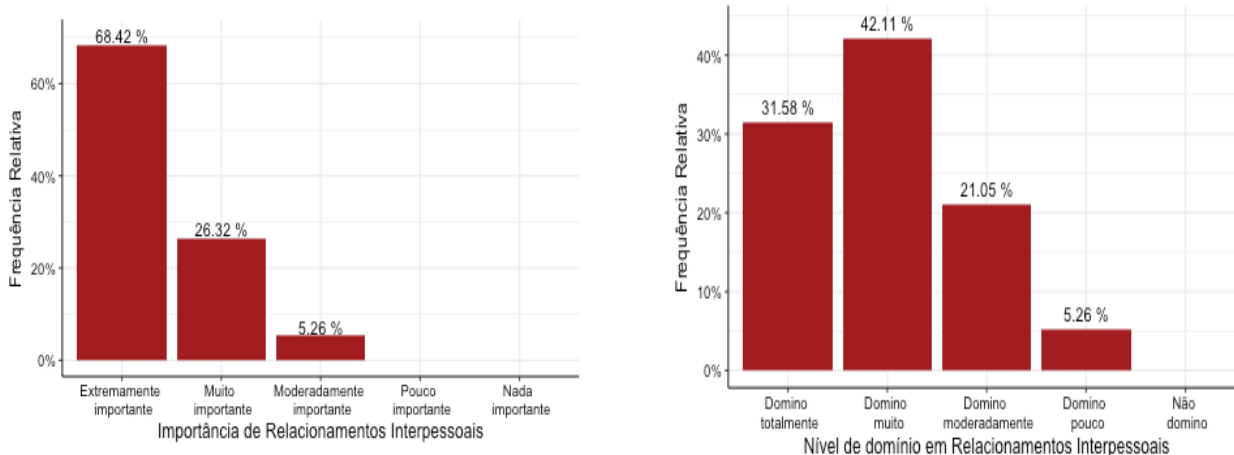 68.42 %
26.32 %
5.26 %
60%
40%
20%
0%
Frequência Relativa
Extremamente importante
Muito importante
Moderadamente importante
Pouco importante
Nada importante
Importância de Relacionamentos Interpessoais
42.11 %
31.58 %
21.05 %
5.26 %
40%
30%
20%
10%
0%
Frequência Relativa
Domino totalmente
Domino muito
Domino moderadamente
Domino pouco
Não domino
Nível de domínio em Relacionamentos Interpessoais